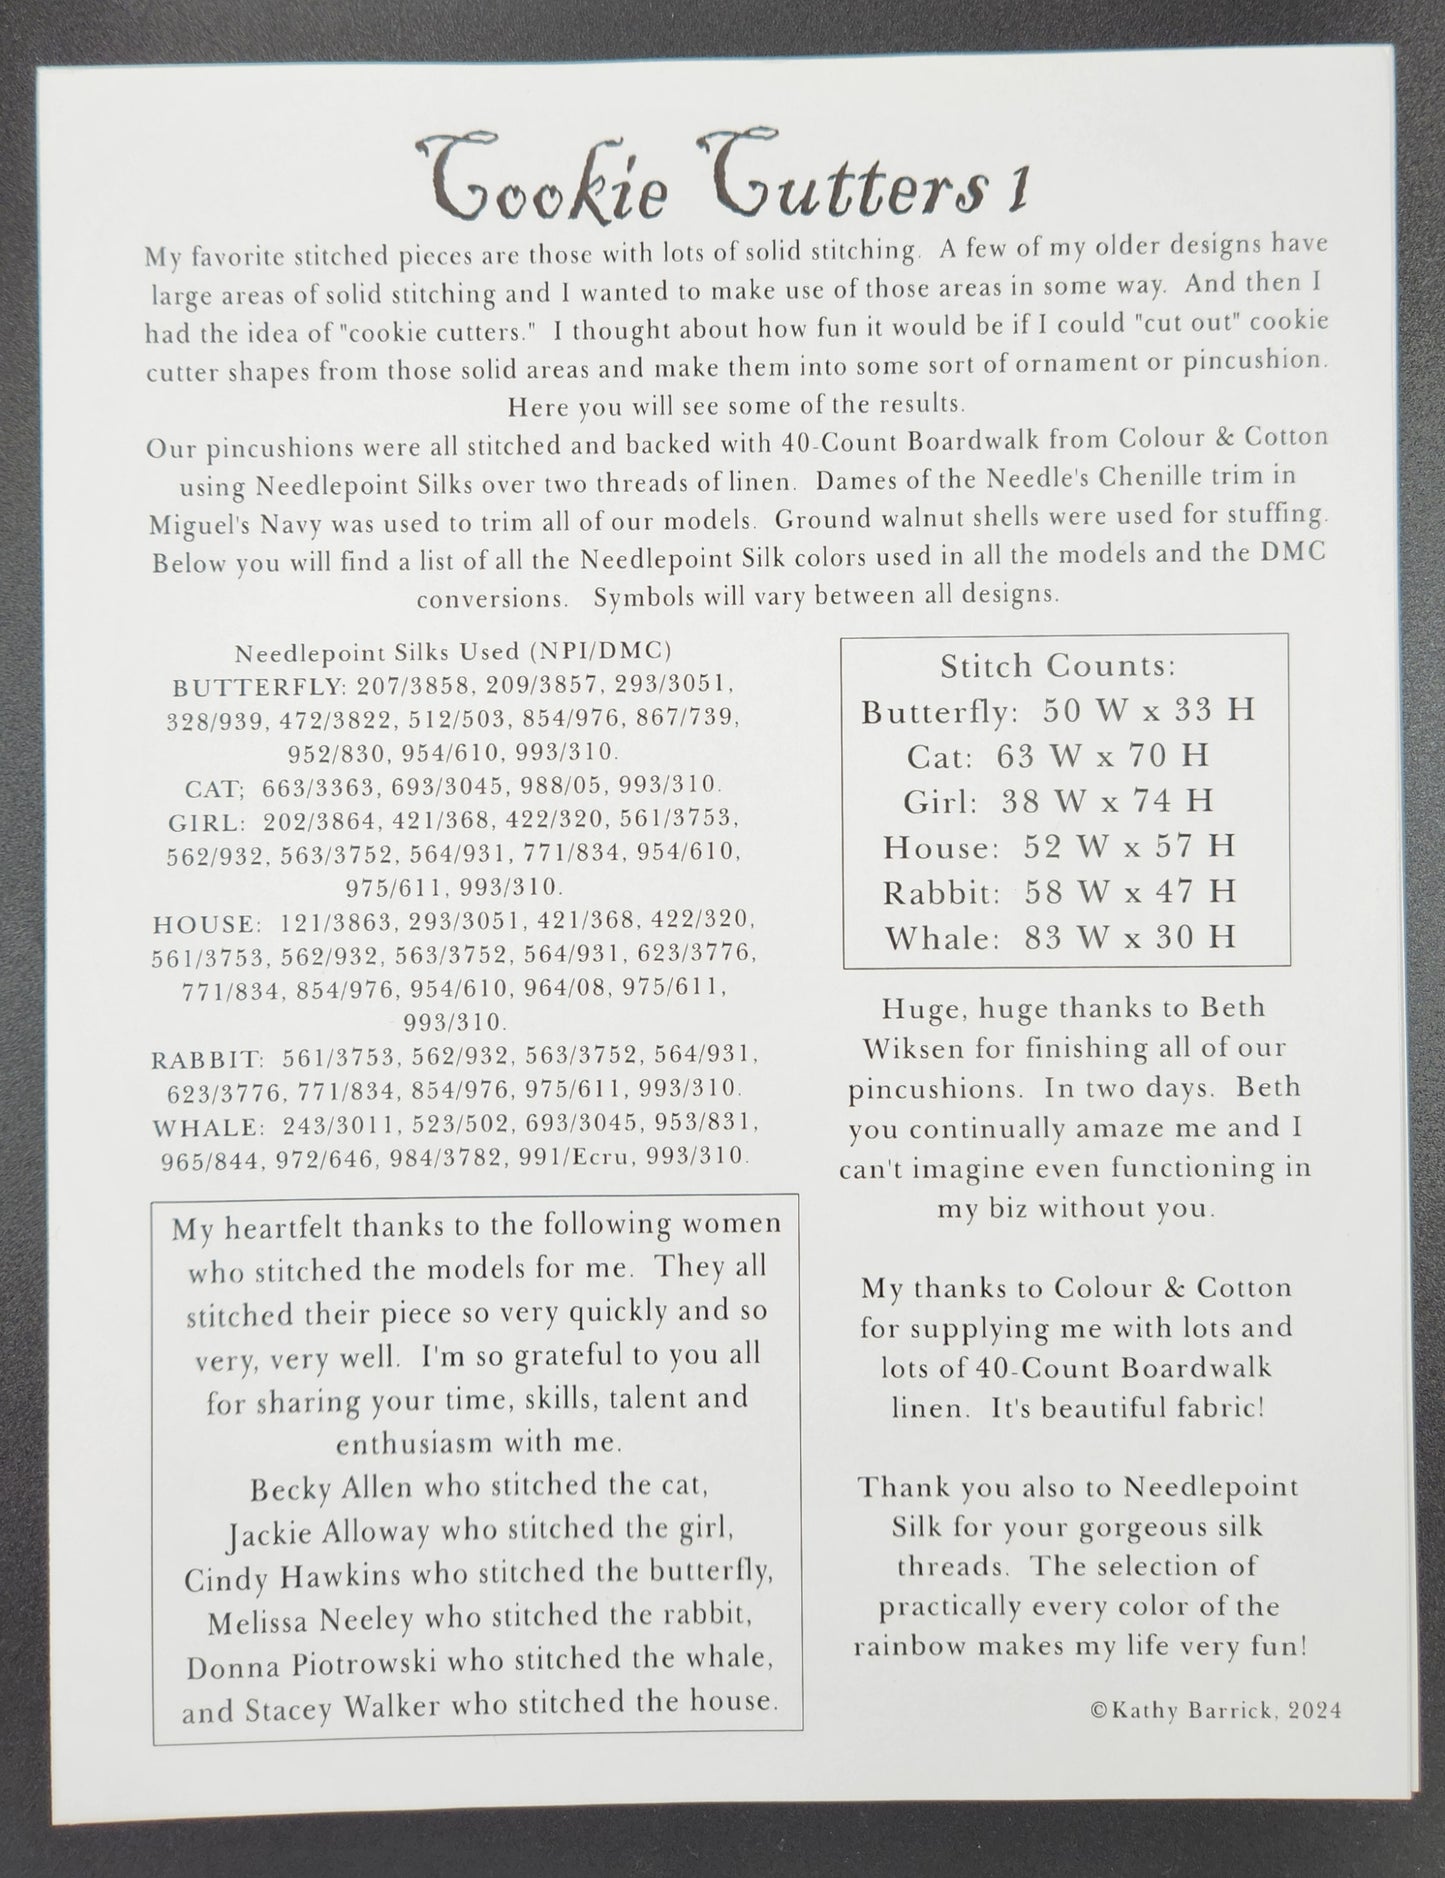 Cookie Cutters 1
My favorite stitched pieces are those with lots of solid stitching. A few of my older designs have
large areas of solid stitching and I wanted to make use of those areas in some way. And then I
had the idea of "cookie cutters." I thought about how fun it would be if I could "cut out" cookie
cutter shapes from those solid areas and make them into some sort of ornament or pincushion.
Here you will see some of the results.
Our pincushions were all stitched and backed with 40-Count Boardwalk from Colour & Cotton
using Needlepoint Silks over two threads of linen. Dames of the Needle's Chenille trim in
Miguel's Navy was used to trim all of our models. Ground walnut shells were used for stuffing.
Below you will find a list of all the Needlepoint Silk colors used in all the models and the DMC
conversions. Symbols will vary between all designs.
Needlepoint Silks Used (NPI/DMC)
BUTTERFLY: 207/3858, 209/3857, 293/3051,
328/939, 472/3822, 512/503, 854/976, 867/739,
952/830, 954/610, 993/310.
CAT; 663/3363, 693/3045, 988/05, 993/310.
GIRL: 202/3864, 421/368, 422/320, 561/3753,
562/932, 563/3752, 564/931, 771/834, 954/610,
975/611, 993/310.
HOUSE: 121/3863, 293/3051, 421/368, 422/320,
561/3753, 562/932, 563/3752, 564/931, 623/3776,
771/834, 854/976, 954/610, 964/08, 975/611,
993/310.
RABBIT: 561/3753, 562/932, 563/3752, 564/931,
623/3776, 771/834, 854/976, 975/611, 993/310.
WHALE: 243/3011, 523/502, 693/3045, 953/831,
965/844, 972/646, 984/3782, 991/Ecru, 993/310.
My heartfelt thanks to the following women
who stitched the models for me. They all
stitched their piece so very quickly and so
very, very well. I'm so grateful to you all
for sharing your time, skills, talent and
enthusiasm with me.
Becky Allen who stitched the cat,
Jackie Alloway who stitched the girl,
Cindy Hawkins who stitched the butterfly,
Melissa Neeley who stitched the rabbit,
Donna Piotrowski who stitched the whale,
and Stacey Walker who stitched the house.
Stitch Counts:
Butterfly: 50 W x 33 H
Cat: 63 W x 70 H
Girl: 38 W x 74 H
House: 52 W x 57 H
Rabbit: 58 W x 47 H
Whale: 83 W x 30 H
Huge, huge thanks to Beth
Wiksen for finishing all of our
pincushions. In two days. Beth
you continually amaze me and I
can't imagine even functioning in
my biz without you.
My thanks to Colour & Cotton
for supplying me with lots and
lots of 40-Count Boardwalk
linen. It's beautiful fabric!
Thank you also to Needlepoint
Silk for your gorgeous silk
threads. The selection of
practically every color of the
rainbow makes my life very fun!
©Kathy Barrick, 2024